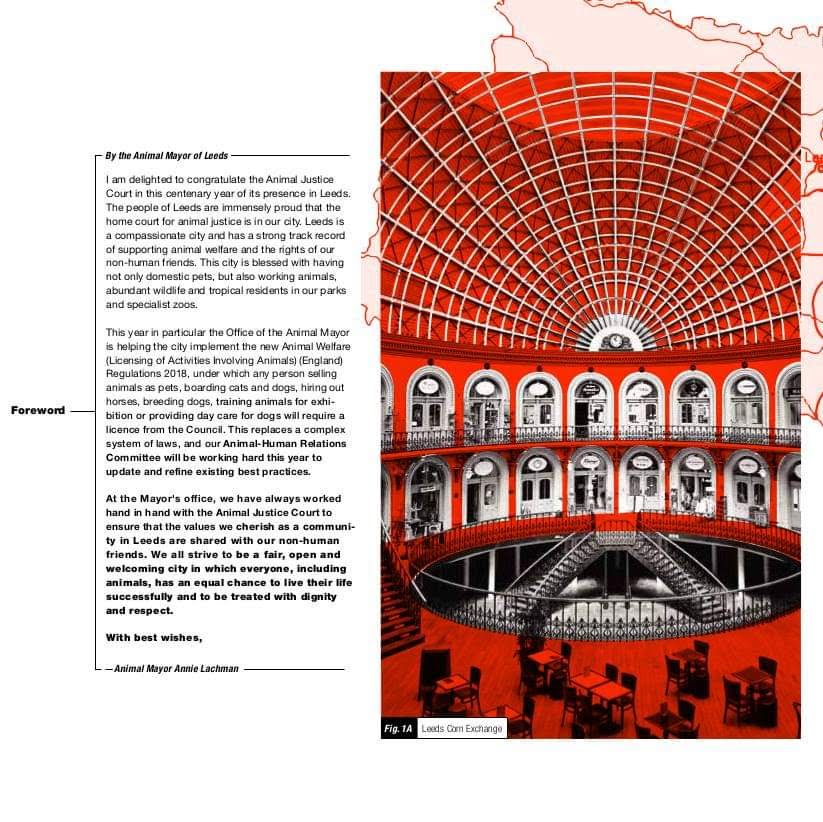 Foreword
By the Animal Mayor of Leeds
I am delighted to congratulate the Animal Justice
Court in this centenary year of its presence in Leeds.
The people of Leeds are immensely proud that the
home court for animal justice is in our city. Leeds is
a compassionate city and has a strong track record
of supporting animal welfare and the rights of our
non-human friends. This city is blessed with having
not only domestic pets, but also working animals,
abundant wildlife and tropical residents in our parks
and specialist zoos.
This year in particular the Office of the Animal Mayor
is helping the city implement the new Animal Welfare
(Licensing of Activities Involving Animals) (England)
Regulations 2018, under which any person selling
animals as pets, boarding cats and dogs, hiring out
horses, breeding dogs, training animals for exhi-
bition or providing day care for dogs will require a
licence from the Council. This replaces a complex
system of laws, and our Animal-Human Relations
Committee will be working hard this year to
update and refine existing best practices.
At the Mayor's office, we have always worked
hand in hand with the Animal Justice Court to
ensure that the values we cherish as a communi-
ty in Leeds are shared with our non-human
friends. We all strive to be a fair, open and
welcoming city in which everyone, including
animals, has an equal chance to live their life
successfully and to be treated with dignity
and respect.
With best wishes,
—Animal Mayor Annie Lachman
Fig.1A Leeds Corn Exchange